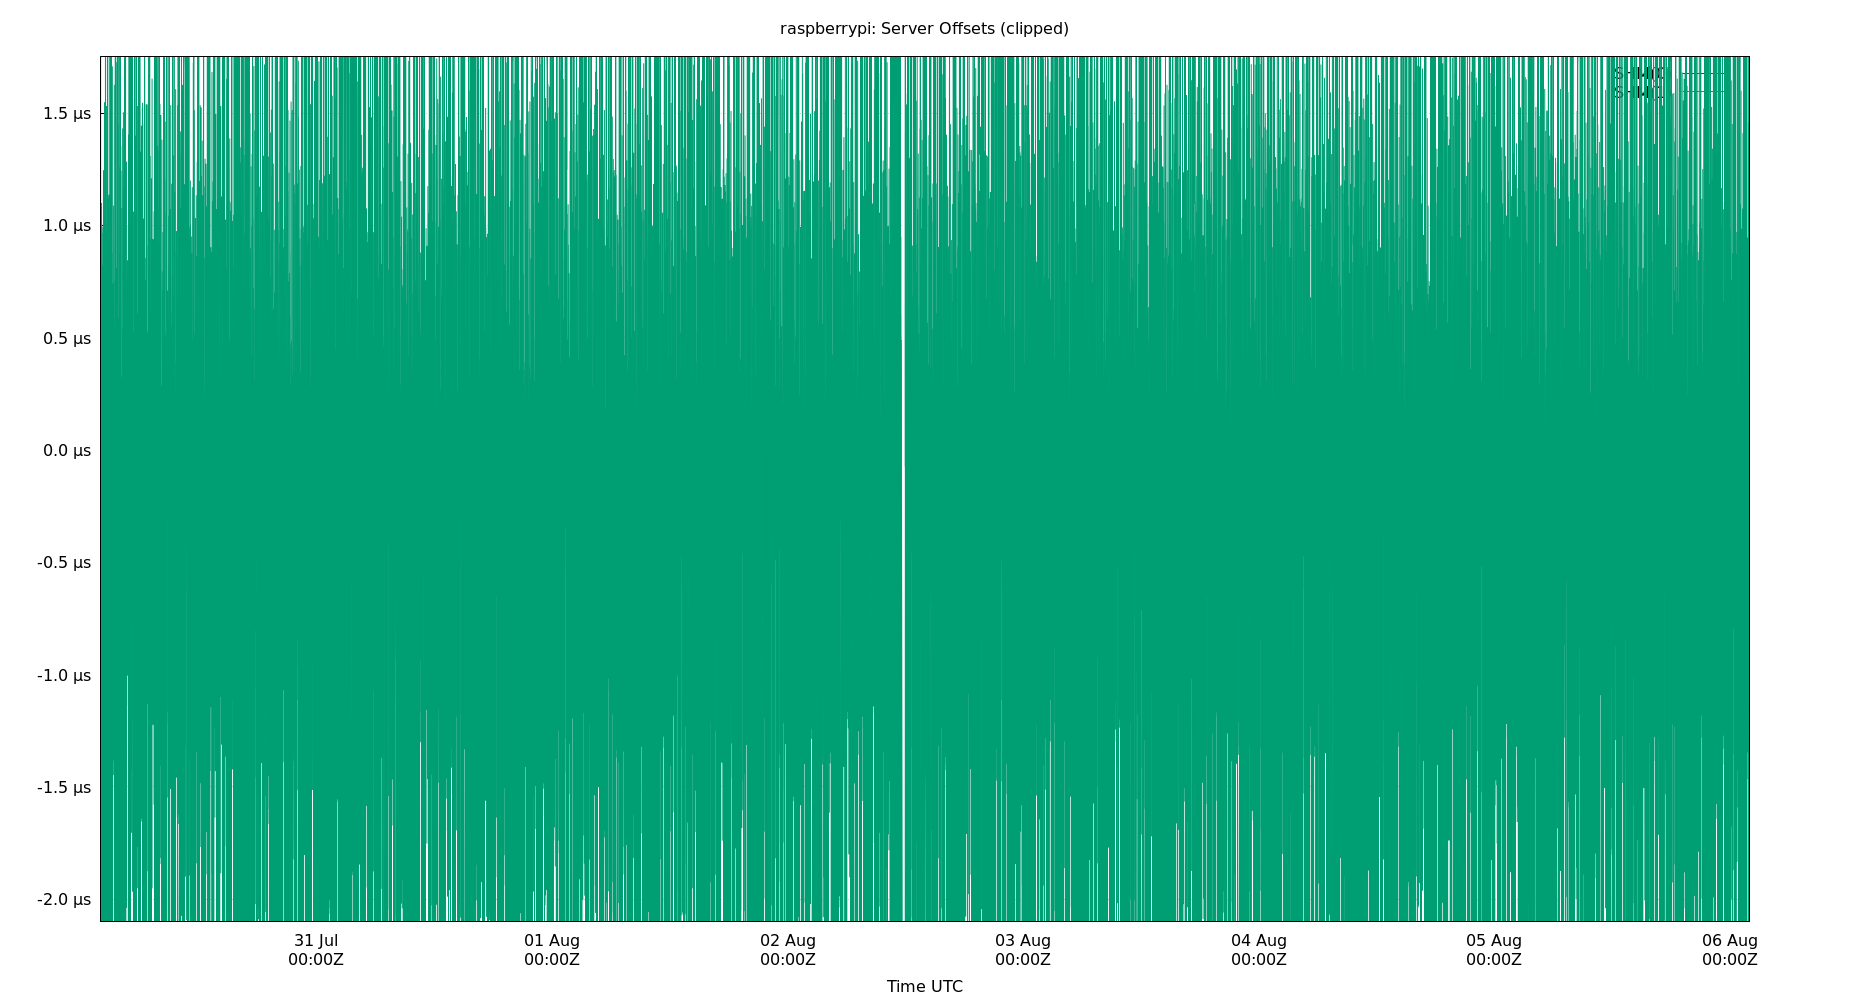 raspberrypi: Server Offsets (clipped)
1.5 µs
1.0 µs
0.5 µs
0.0 µs
-0.5 µs
-1.0 µs
-1.5 µs
-2.0 µs
31 Jul
00:00Z
01 Aug
00:00Z
02 Aug
00:00Z
03 Aug
00:00Z
04 Aug
00:00Z
05 Aug
00:00Z
06 Aug
00:00Z
Time UTC